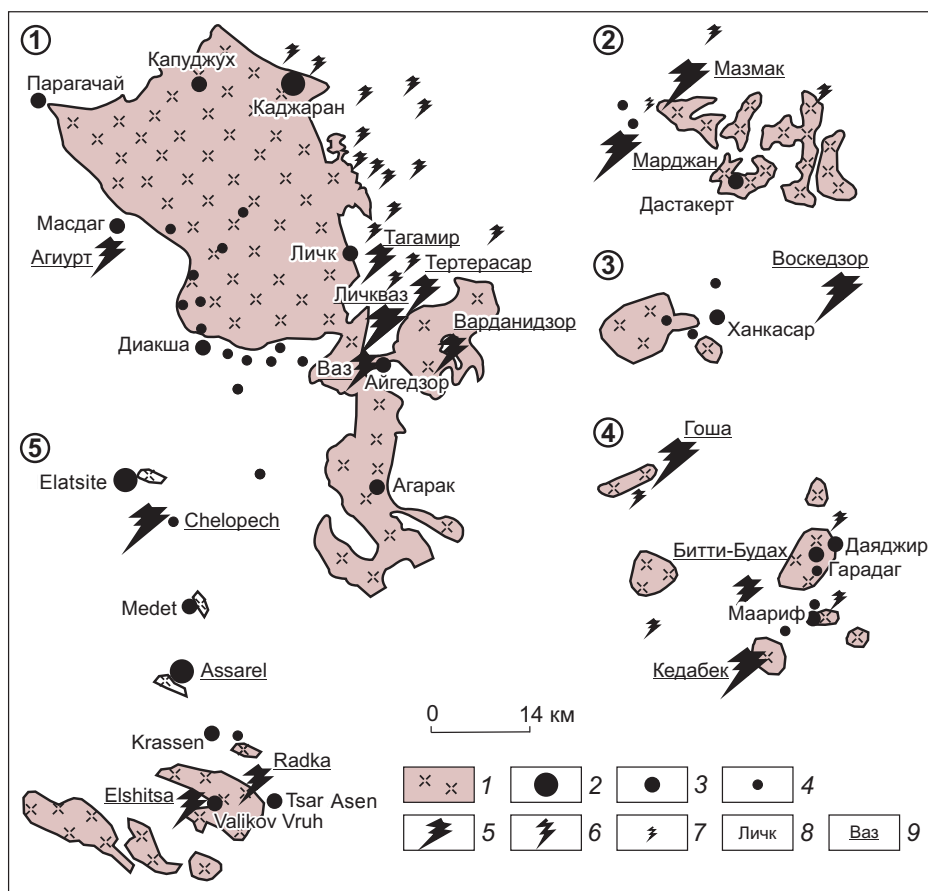 1
Капуджух
Парагачай
Каджаран
Масдаг
Агиурт
Личк
Тагамир
Тертерасар
Личкваз
Варданидзор
Диакша
Ваз
Айгедзор
Агарак
2
Мазмак
Марджан
Дастакерт
3
Воскедзор
Ханкасар
4
Гоша
Битти-Будах
Даяджир
Гарадаг
Маариф
Кедабек
5
Elatsite
Chelopech
Medet
Assarel
Krassen
Radka
Elshitsa
Tsar Asen
Valikov Vruh
0 14 км
1 2 3 4
5 6 7 Личк 8 Ваз 9